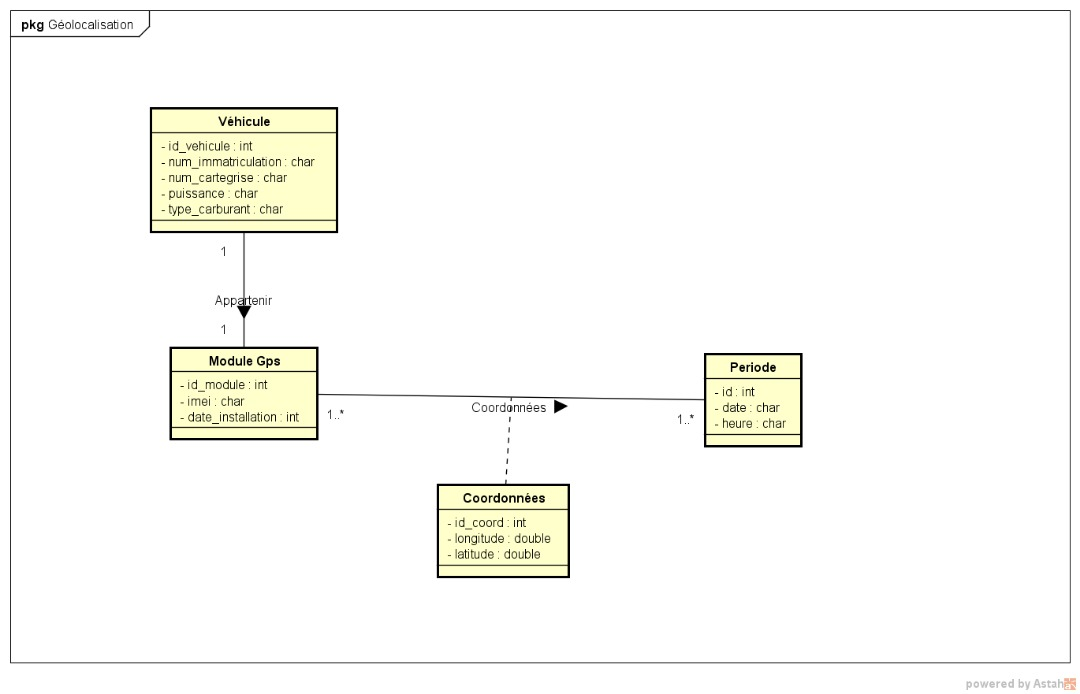 pkg Géolocalisation
Véhicule
- id_vehicule : int
- num_immatriculation : char
- num_cartegrise : char
- puissance : char
- type_carburant : char
1
Appartenir
1
Module Gps
- id_module : int
- imei : char
- date_installation : int
1..*
Coordonnées
1..*
Periode
- id : int
- date : char
- heure : char
Coordonnées
- id_coord : int
- longitude : double
- latitude : double
powered by Astah